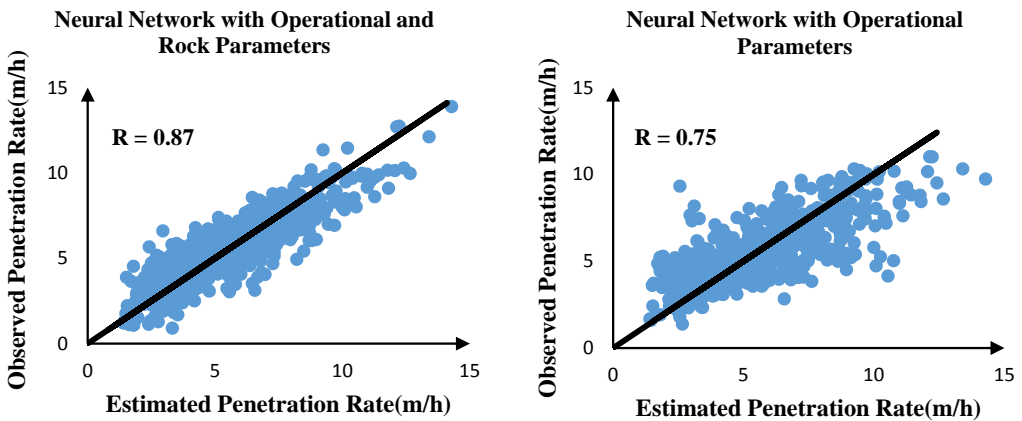 Neural Network with Operational and
Rock Parameters
Observed Penetration Rate(m/h)
15
10
5
0
R = 0.87
0
5
10
15
Estimated Penetration Rate(m/h)
Neural Network with Operational
Parameters
Observed Penetration Rate(m/h)
15
10
5
0
R = 0.75
0
5
10
15
Estimated Penetration Rate(m/h)